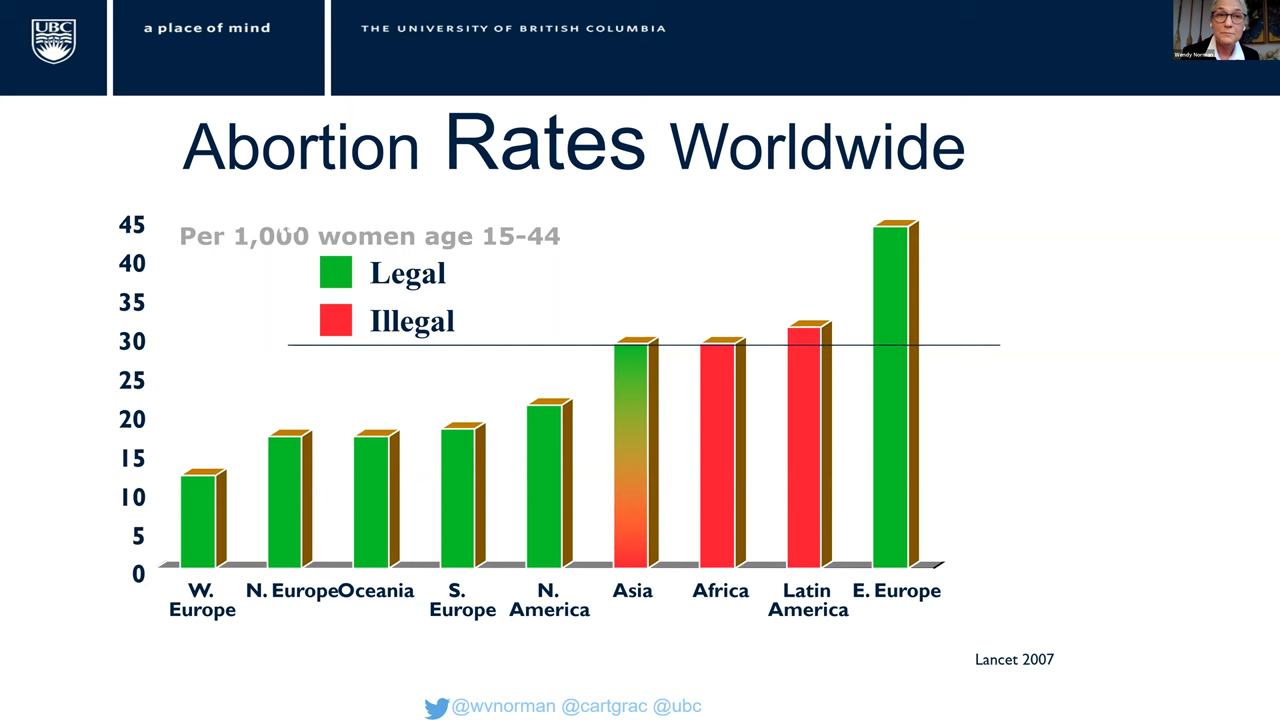 UBC
a place of mind
THE UNIVERSITY OF BRITISH COLUMBIA
Wendy Norman
Abortion Rates Worldwide
Per 1,000 women age 15-44
Legal
Illegal
45
40
35
30
25
20
15
10
5
0
W. Europe
N. Europe
Oceania
S. Europe
N. America
Asia
Africa
Latin America
E. Europe
Lancet 2007
@wvnorman @cartgrac @ubc